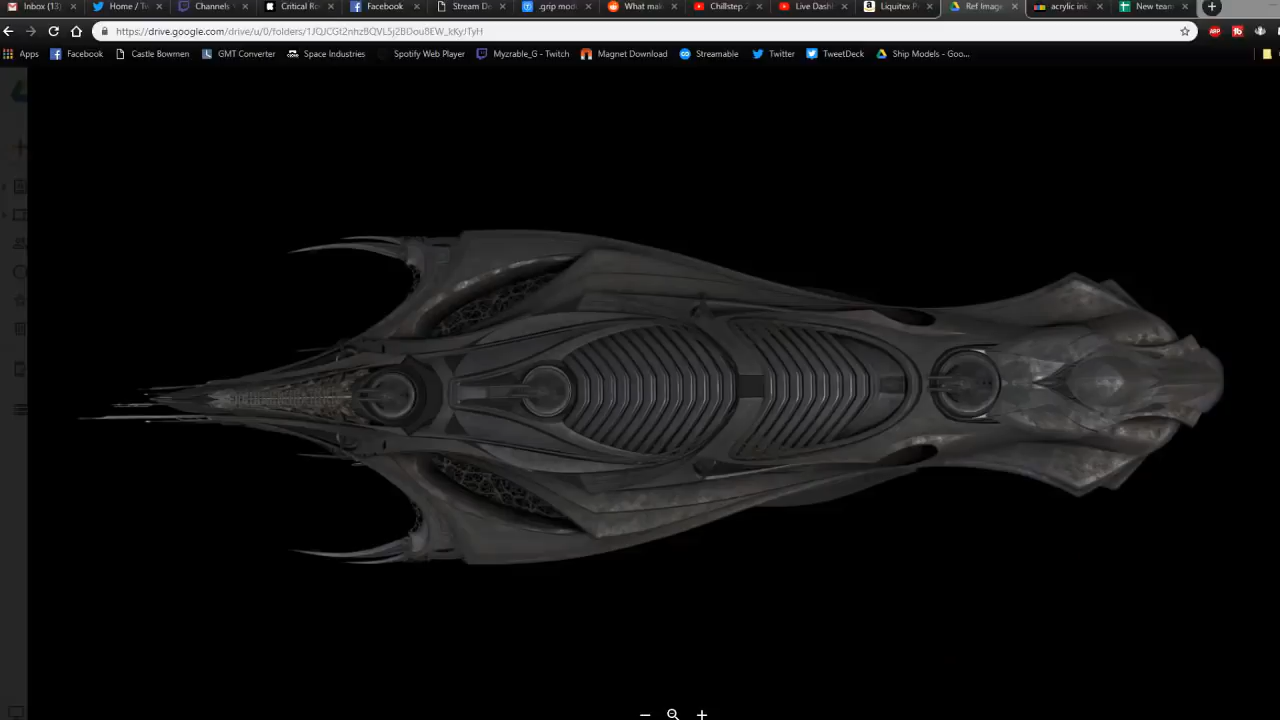 Inbox (13) Home / Tw Channels Critical Ro Facebook Stream De .grip mod What mak Chillstep Live Dash Liquitex P Ref Image acrylic ink New team
https://drive.google.com/drive/u/0/folders/
Apps Facebook Castle Bowmen GMT Converter Space Industries Spotify Web Player Myzrable_G - Twitch Magnet Download Streamable Twitter TweetDeck Ship Models - Goo...